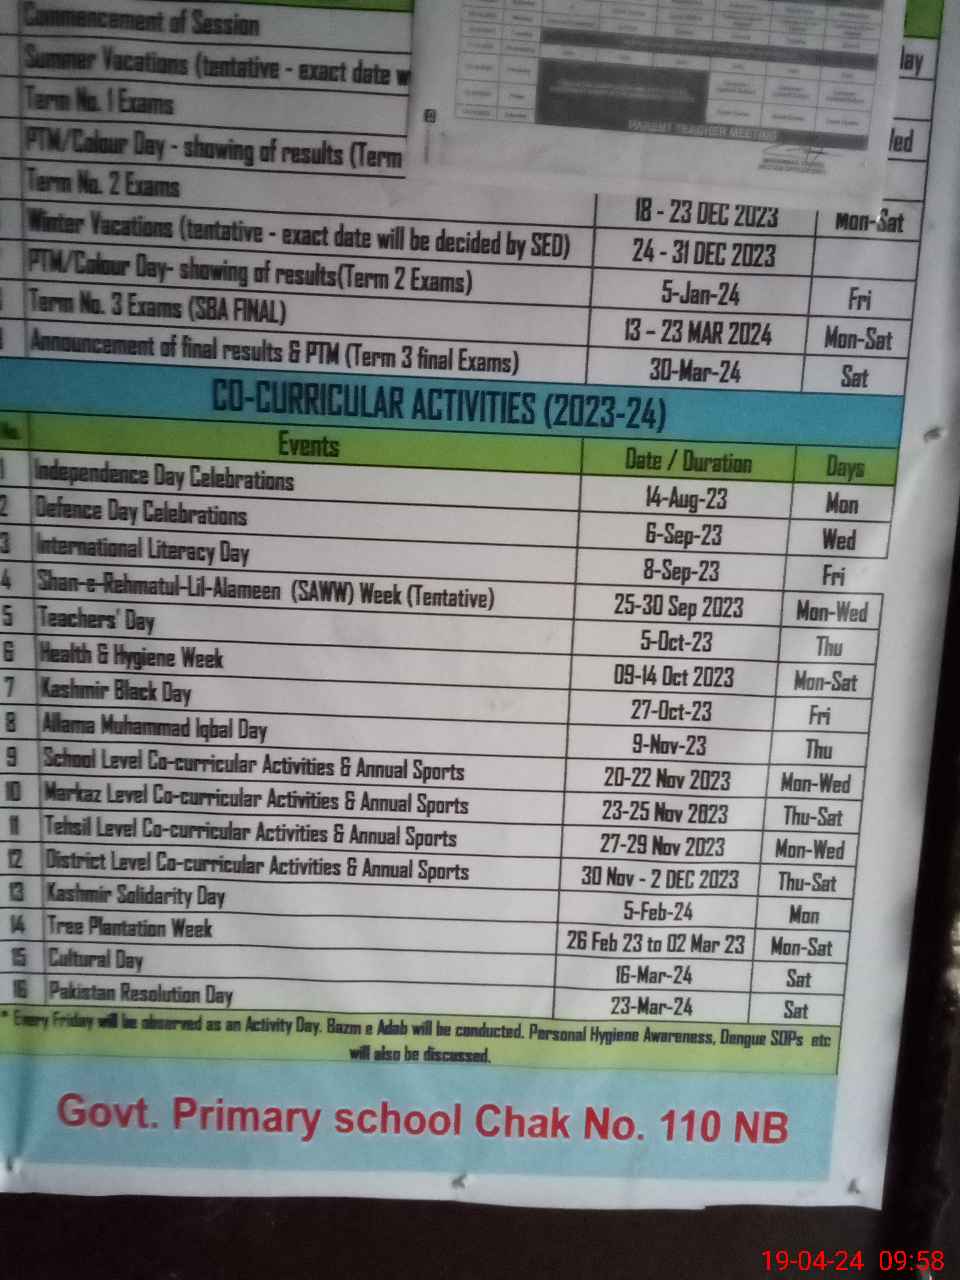 Commencement of Session
Summer Vacations (tentative - exact date w
lay
Term No. 1 Exams
PTM/Colour Day - showing of results (Term
led
Term No. 2 Exams 18 - 23 DEC 2023 Mon-Sat
Winter Vacations (tentative - exact date will be decided by SED) 24 - 31 DEC 2023
PTM/Colour Day- showing of results(Term 2 Exams) 5-Jan-24 Fri
Term No. 3 Exams (SBA FINAL) 13 - 23 MAR 2024 Mon-Sat
Announcement of final results & PTM (Term 3 final Exams) 30-Mar-24 Sat
PARENT TEACHER MEETING
CO-CURRICULAR ACTIVITIES (2023-24)
No. Events Date / Duration Days
1 Independence Day Celebrations 14-Aug-23 Mon
2 Defence Day Celebrations 6-Sep-23 Wed
3 International Literacy Day 8-Sep-23 Fri
4 Shan-e-Rehmatul-Lil-Alameen (SAWW) Week (Tentative) 25-30 Sep 2023 Mon-Wed
5 Teachers' Day 5-Oct-23 Thu
6 Health & Hygiene Week 09-14 Oct 2023 Mon-Sat
7 Kashmir Black Day 27-Oct-23 Fri
8 Allama Muhammad Iqbal Day 9-Nov-23 Thu
9 School Level Co-curricular Activities & Annual Sports 20-22 Nov 2023 Mon-Wed
10 Markaz Level Co-curricular Activities & Annual Sports 23-25 Nov 2023 Thu-Sat
11 Tehsil Level Co-curricular Activities & Annual Sports 27-29 Nov 2023 Mon-Wed
12 District Level Co-curricular Activities & Annual Sports 30 Nov - 2 DEC 2023 Thu-Sat
13 Kashmir Solidarity Day 5-Feb-24 Mon
14 Tree Plantation Week 26 Feb 23 to 02 Mar 23 Mon-Sat
15 Cultural Day 16-Mar-24 Sat
16 Pakistan Resolution Day 23-Mar-24 Sat
* Every Friday will be observed as an Activity Day. Bazm e Adab will be conducted. Personal Hygiene Awareness, Dengue SOPs etc
will also be discussed.
Govt. Primary school Chak No. 110 NB
19-04-24 09:58